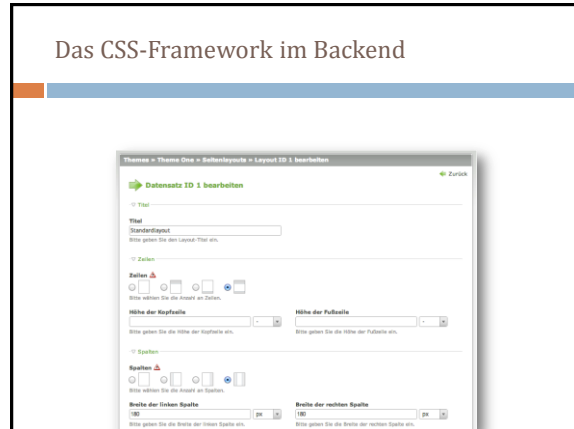 Das CSS-Framework im Backend
Themes » Theme One » Seitenlayouts » Layout ID 1 bearbeiten
Zurück
Datensatz ID 1 bearbeiten
Titel
Titel
Standardlayout
Bitte geben Sie den Layout-Titel ein.
Zeilen
Zeilen
Bitte wählen Sie die Anzahl an Zeilen.
Höhe der Kopfzeile Höhe der Fußzeile
- -
Bitte geben Sie die Höhe der Kopfzeile ein. Bitte geben Sie die Höhe der Fußzeile ein.
Spalten
Spalten
Bitte wählen Sie die Anzahl an Spalten.
Breite der linken Spalte Breite der rechten Spalte
180 px 180 px
Bitte geben Sie die Breite der linken Spalte ein. Bitte geben Sie die Breite der rechten Spalte ein.